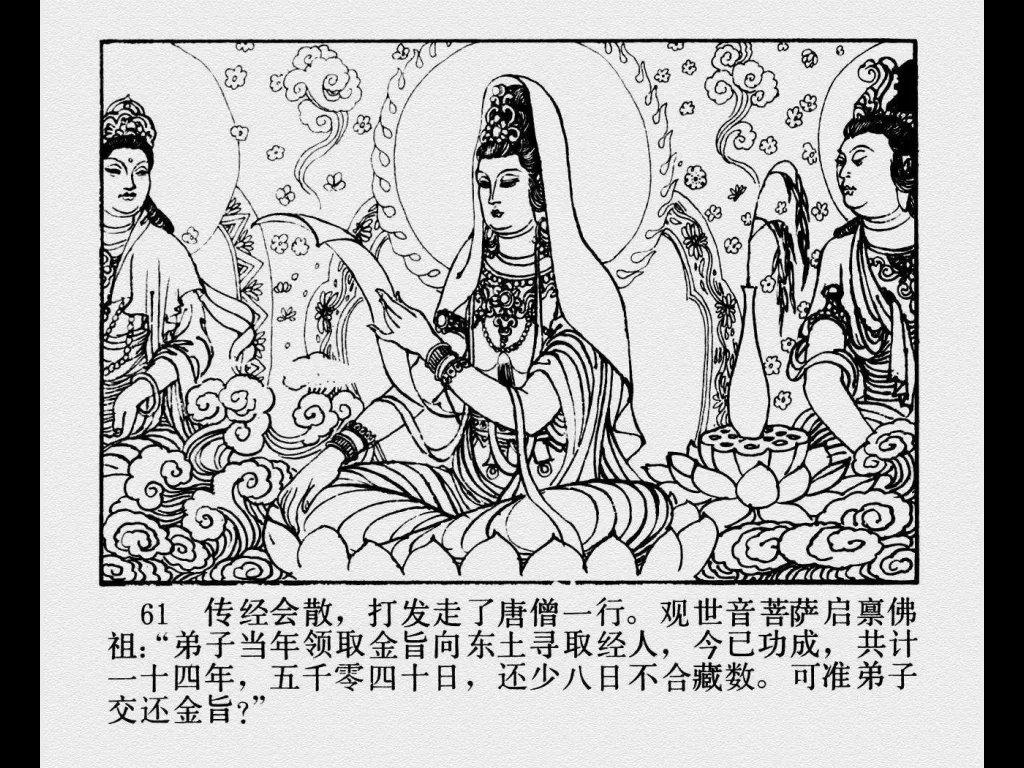 61 传经会散，打发走了唐僧一行。观世音菩萨启禀佛
祖：“弟子当年领取金旨向东土寻取经人，今已功成，共计
一十四年，五千零四十日，还少八日不合藏数。可准弟子
交还金旨？”